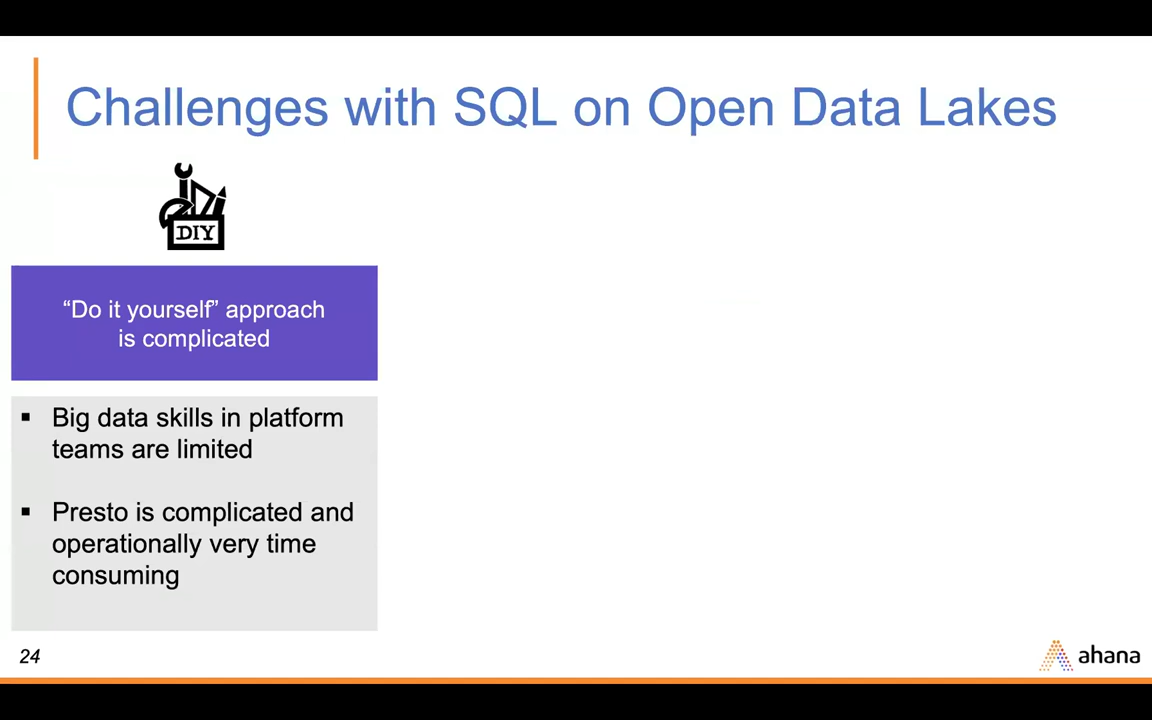 Challenges with SQL on Open Data Lakes
DIY
“Do it yourself” approach
is complicated
▪ Big data skills in platform
teams are limited
▪ Presto is complicated and
operationally very time
consuming
24
ahana